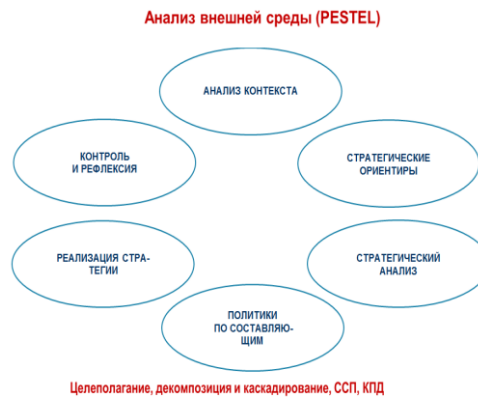 Анализ внешней среды (PESTEL)
АНАЛИЗ КОНТЕКСТА
КОНТРОЛЬ
И РЕФЛЕКСИЯ
СТРАТЕГИЧЕСКИЕ
ОРИЕНТИРЫ
РЕАЛИЗАЦИЯ СТРА-
ТЕГИИ
СТРАТЕГИЧЕСКИЙ
АНАЛИЗ
ПОЛИТИКИ
ПО СОСТАВЛЯЮ-
ЩИМ
Целеполагание, декомпозиция и каскадирование, ССП, КПД